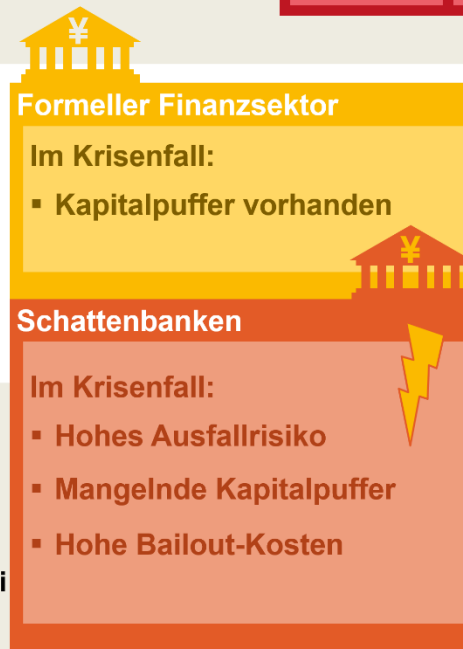 ¥
Formeller Finanzsektor
Im Krisenfall:
▪ Kapitalpuffer vorhanden
¥
Schattenbanken
Im Krisenfall:
▪ Hohes Ausfallrisiko
▪ Mangelnde Kapitalpuffer
▪ Hohe Bailout-Kosten
i